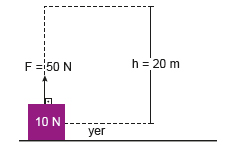 F = 50 N
h = 20 m
10 N
yer